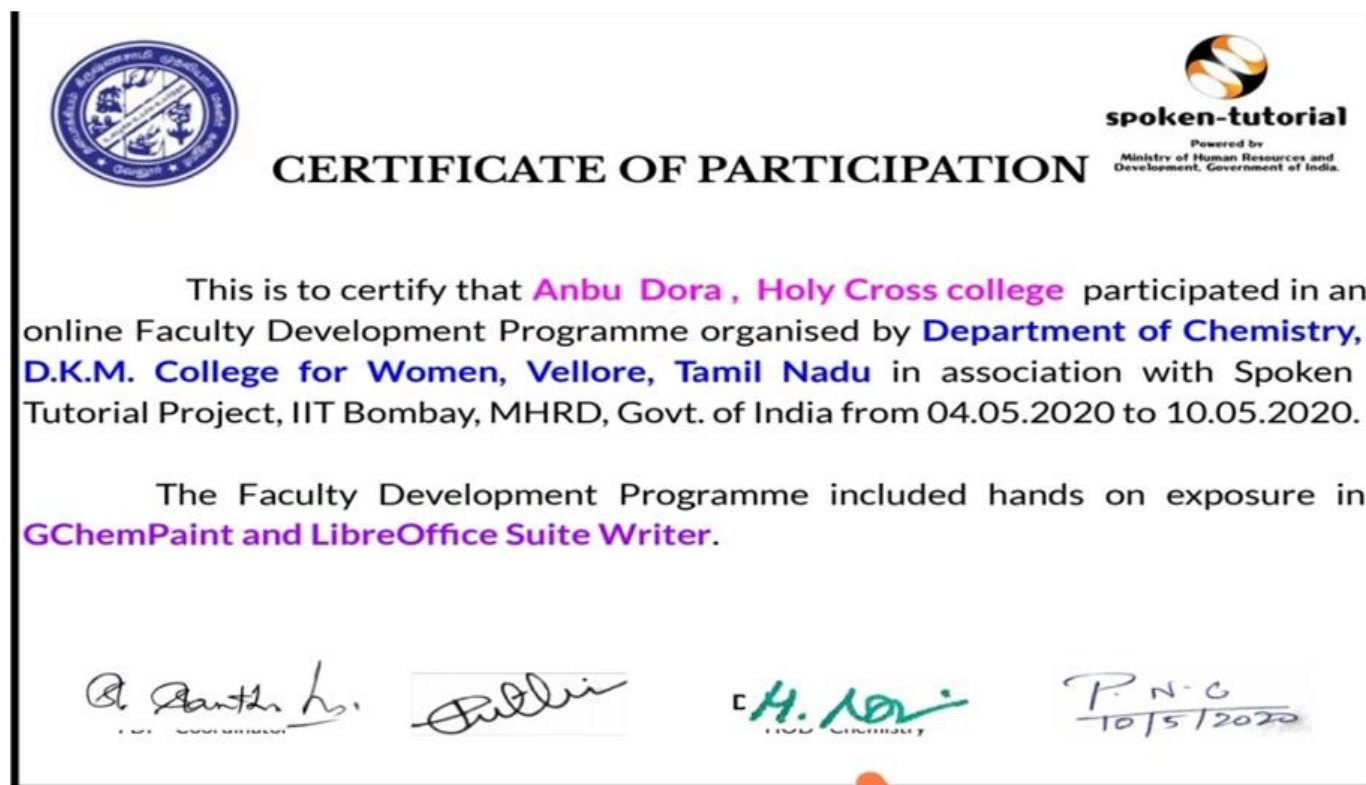 spoken-tutorial
Powered by
Ministry of Human Resources and
Development, Government of India.
CERTIFICATE OF PARTICIPATION
This is to certify that Anbu Dora , Holy Cross college participated in an
online Faculty Development Programme organised by Department of Chemistry,
D.K.M. College for Women, Vellore, Tamil Nadu in association with Spoken
Tutorial Project, IIT Bombay, MHRD, Govt. of India from 04.05.2020 to 10.05.2020.
The Faculty Development Programme included hands on exposure in
GChemPaint and LibreOffice Suite Writer.
P. N. C
10/5/2020